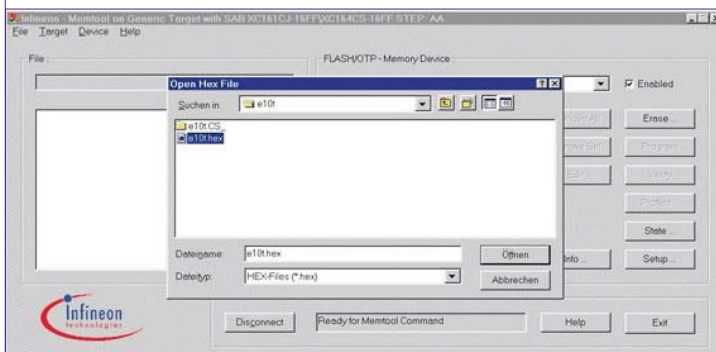 Infineon - Memtool on Generic Target with SAB XC161CJ-16FF\XC164CS-16FF STEP: AA
File Target Device Help
File
FLASH/OTP - Memory Device
Open Hex File
Enabled
Suchen in: e10t
Erase ...
e10t.CS_
e10t.hex
Program
State ...
Dateiname: e10t.hex
Öffnen
Info ...
Setup ...
Dateityp: HEX-Files (*.hex)
Abbrechen
Infineon
technologies
Disconnect
Ready for Memtool Command
Help
Exit